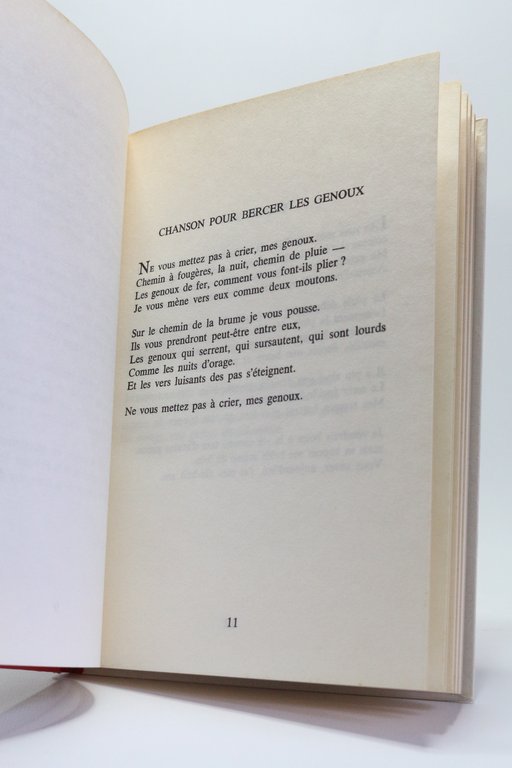 CHANSON POUR BERCER LES GENOUX
NE vous mettez pas à crier, mes genoux.
Chemin à fougères, la nuit, chemin de pluie —
Les genoux de fer, comment vous font-ils plier ?
Je vous mène vers eux comme deux moutons.
Sur le chemin de la brume je vous pousse.
Ils vous prendront peut-être entre eux,
Les genoux qui serrent, qui sursautent, qui sont lourds
Comme les nuits d'orage.
Et les vers luisants des pas s'éteignent.
Ne vous mettez pas à crier, mes genoux.
11